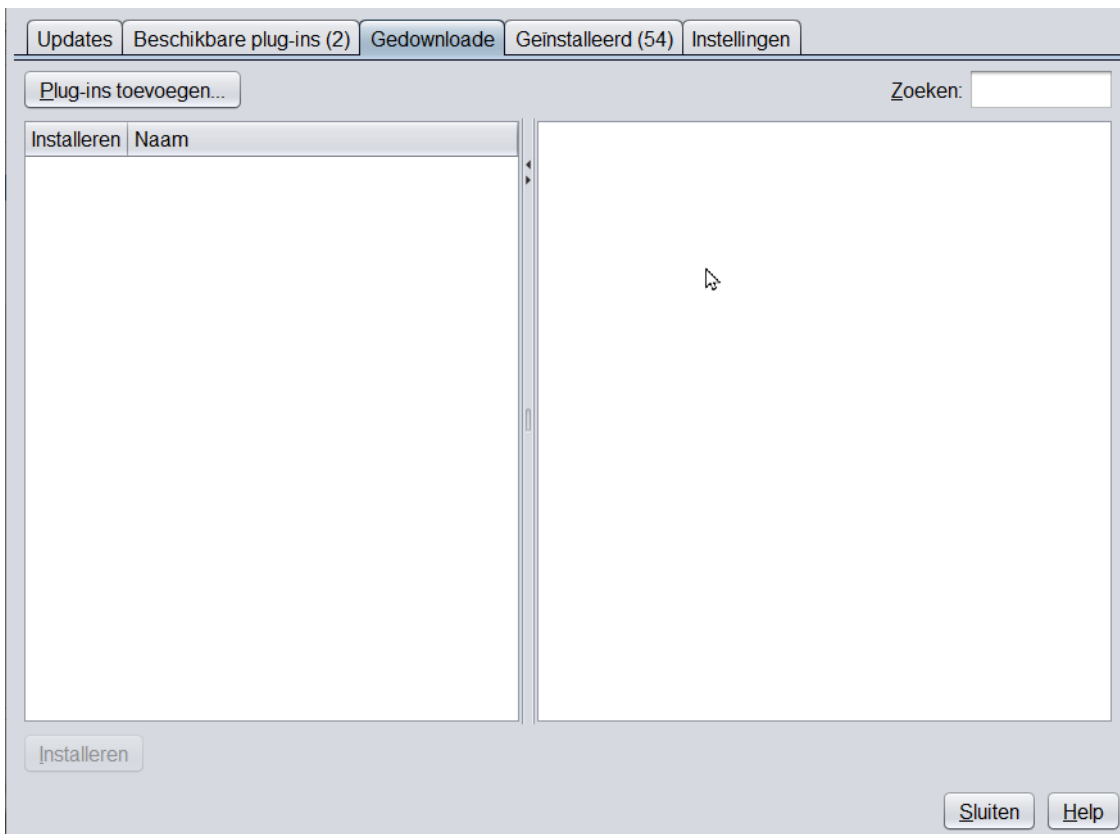 Updates Beschikbare plug-ins (2) Gedownloade Geïnstalleerd (54) Instellingen
Plug-ins toevoegen... Zoeken:
Installeren Naam
Installeren
Sluiten Help